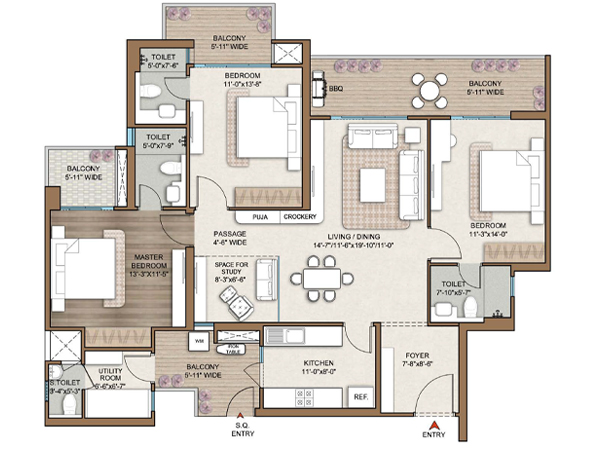 BALCONY
5'-11" WIDE
TOILET
5'-0"x7'-6"
BEDROOM
11'-0"x13'-8"
BBQ
BALCONY
5'-11" WIDE
TOILET
5'-0"x7'-9"
BALCONY
5'-11" WIDE
PUJA
CROCKERY
PASSAGE
4'-6" WIDE
LIVING / DINING
14'-7"/11'-6"x19'-10"/11'-0"
BEDROOM
11'-3"x14'-0"
MASTER
BEDROOM
13'-3"X11'-5"
SPACE FOR
STUDY
8'-3"x6'-6"
TOILET
7'-10"x5'-7"
WM
IRON
TABLE
KITCHEN
11'-0"x8'-0"
REF.
FOYER
7'-8"x8'-6"
UTILITY
ROOM
6'-6"x6'-7"
BALCONY
5'-11" WIDE
S.TOILET
3'-4"x5'-3"
S.Q.
ENTRY
ENTRY